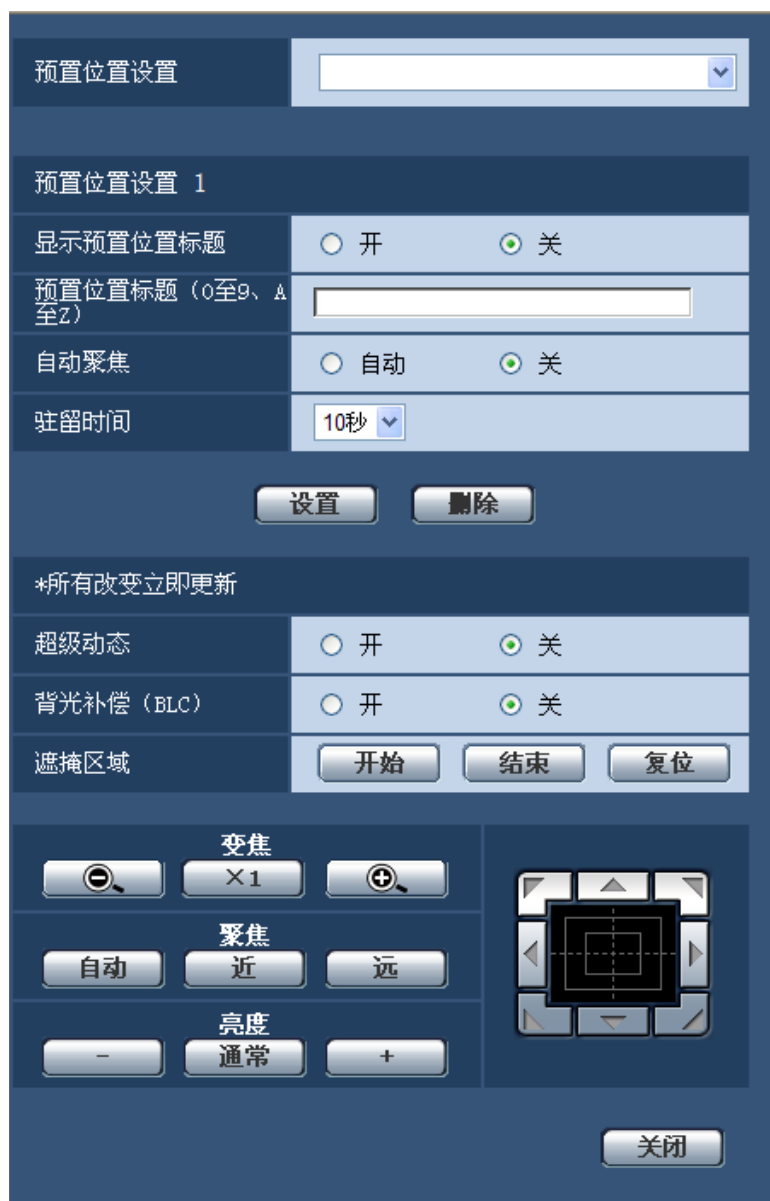 预置位置设置
预置位置设置 1
显示预置位置标题
开 关
预置位置标题（0至9、A
至Z）
自动聚焦
自动 关
驻留时间
10秒
设置 删除
*所有改变立即更新
超级动态
开 关
背光补偿（BLC）
开 关
遮掩区域
开始 结束 复位
变焦
×1
聚焦
自动 近 远
亮度
- 通常 +
关闭